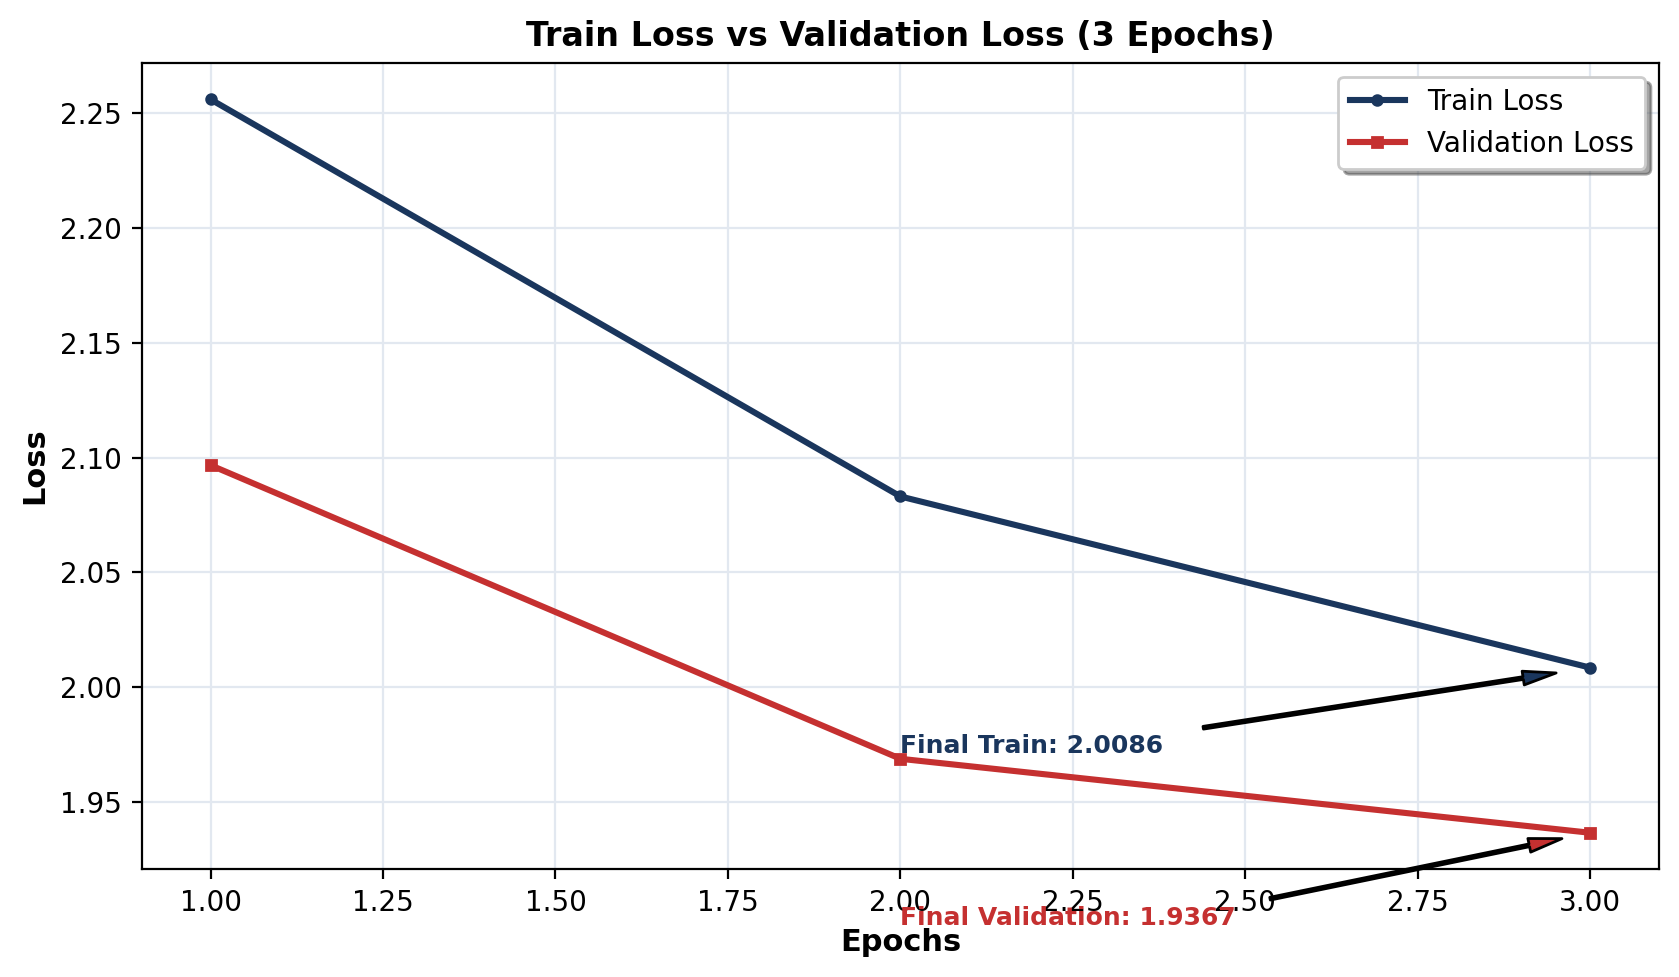 Train Loss vs Validation Loss (3 Epochs)
Train Loss
Validation Loss
Loss
2.25
2.20
2.15
2.10
2.05
2.00
1.95
Final Train: 2.0086
1.00 1.25 1.50 1.75 2.00 2.25 2.50 2.75 3.00
Final Validation: 1.9367
Epochs